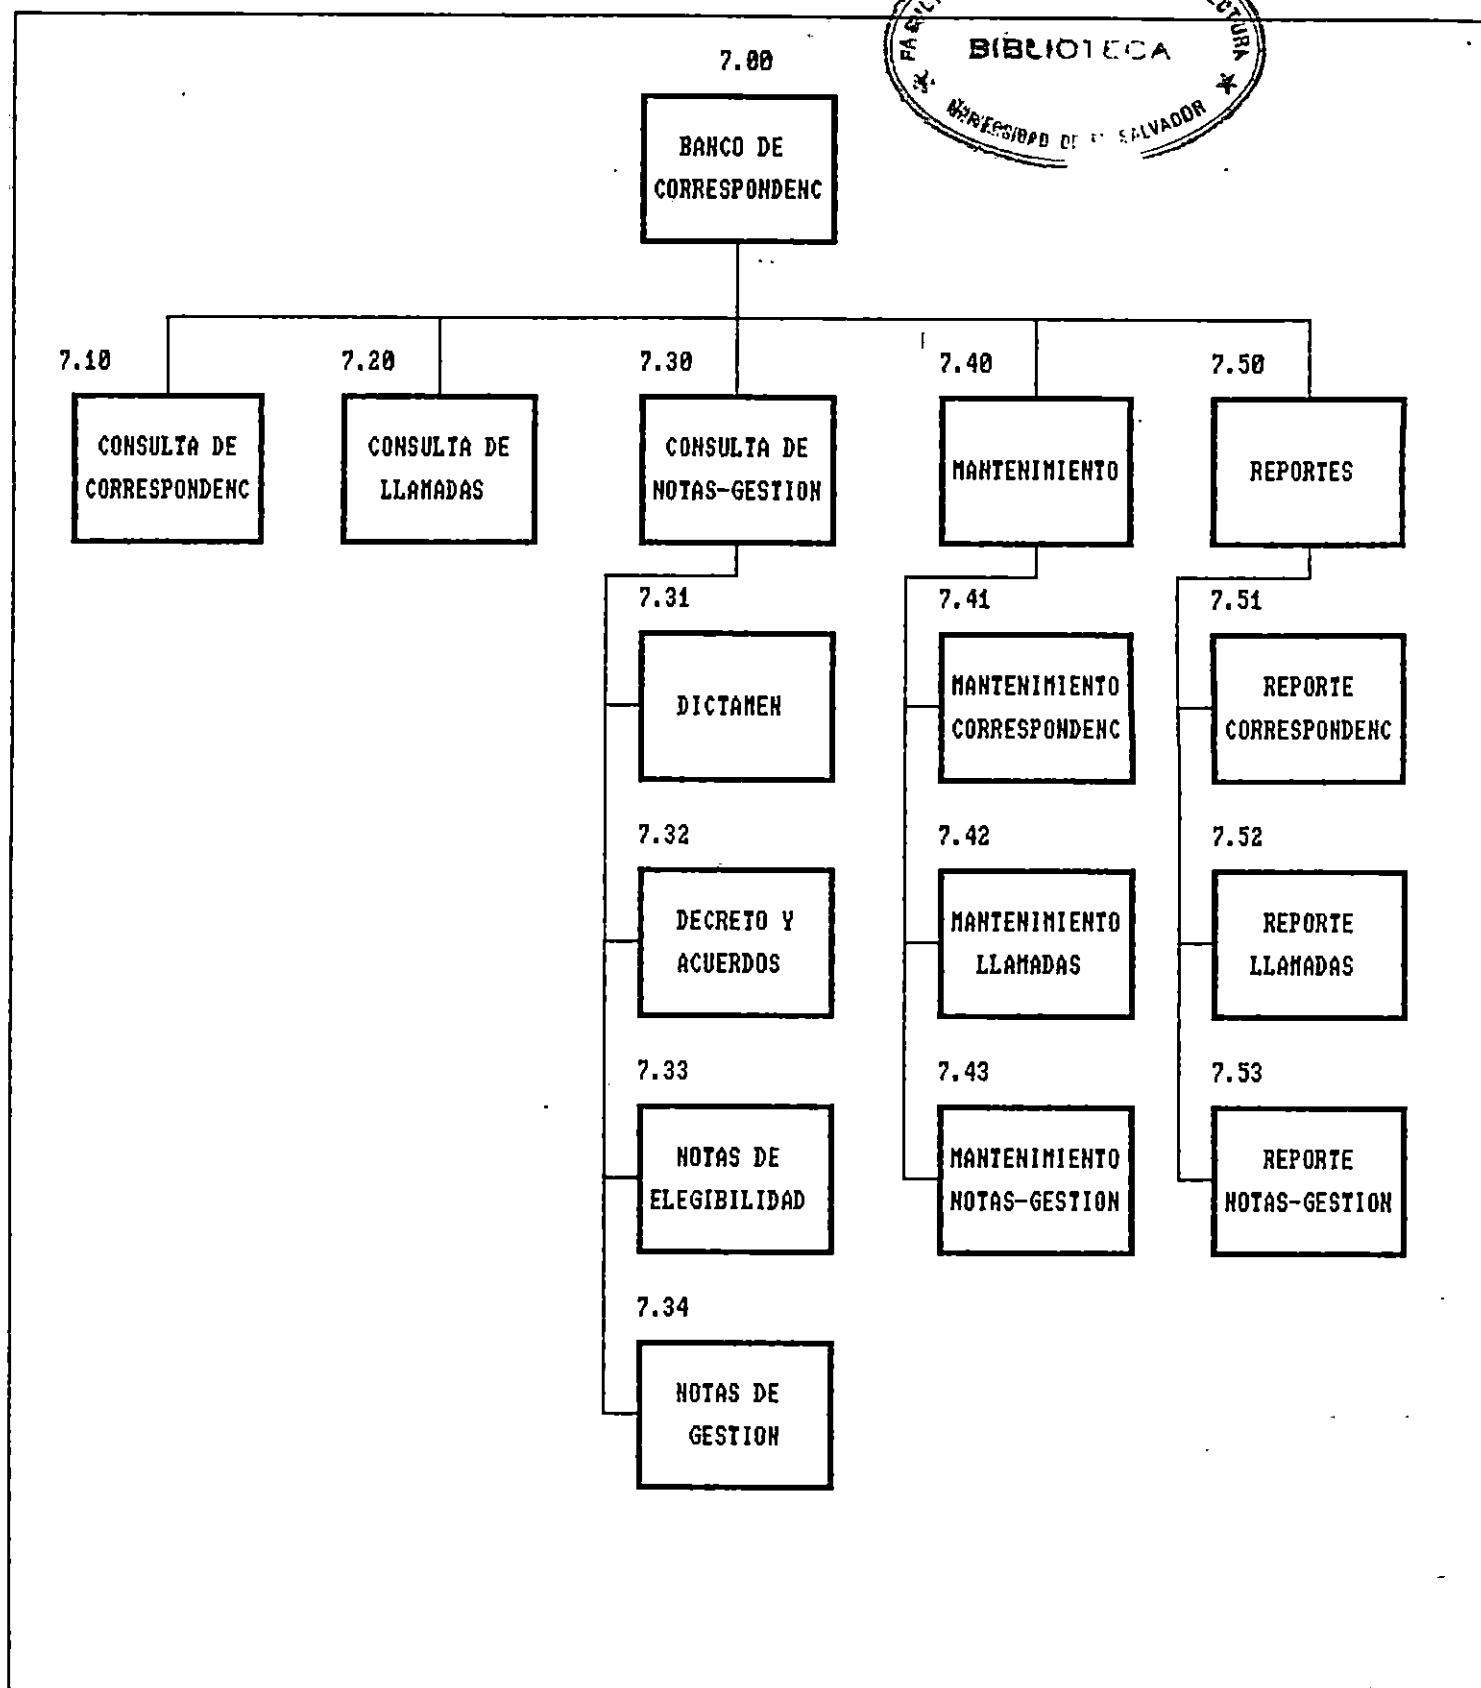 BIBLIOTECA
SALVADOR
7.00
BANCO DE
CORRESPONDENC
7.10
7.20
7.30
7.40
7.50
CONSULTA DE
CORRESPONDENC
CONSULTA DE
LLAMADAS
CONSULTA DE
NOTAS-GESTION
MANTENIMIENTO
REPORTES
7.31
7.41
7.51
DICTAMEN
MANTENIMIENTO
CORRESPONDENC
REPORTE
CORRESPONDENC
7.32
7.42
7.52
DECRETO Y
ACUERDOS
MANTENIMIENTO
LLAMADAS
REPORTE
LLAMADAS
7.33
7.43
7.53
NOTAS DE
ELEGIBILIDAD
MANTENIMIENTO
NOTAS-GESTION
REPORTE
NOTAS-GESTION
7.34
NOTAS DE
GESTION